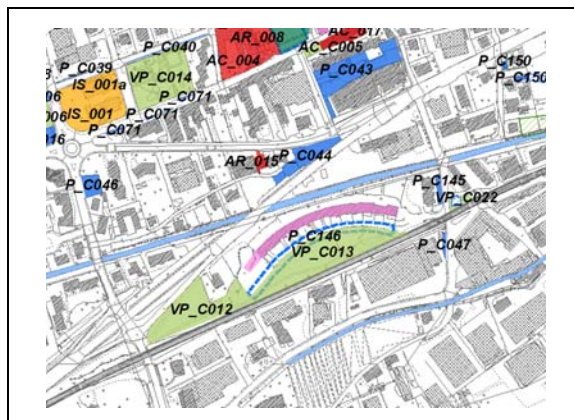 AR_008
AC_017
P_C040
AC_C005
P_C039
AC_004
P_C150
VP_C014
P_C043
IS_001a
P_C150
P_C071
006
IS_001
P_C071
P_C071
AR_015
P_C044
P_C046
P_C145
VP_C022
P_C146
P_C047
VP_C013
VP_C012